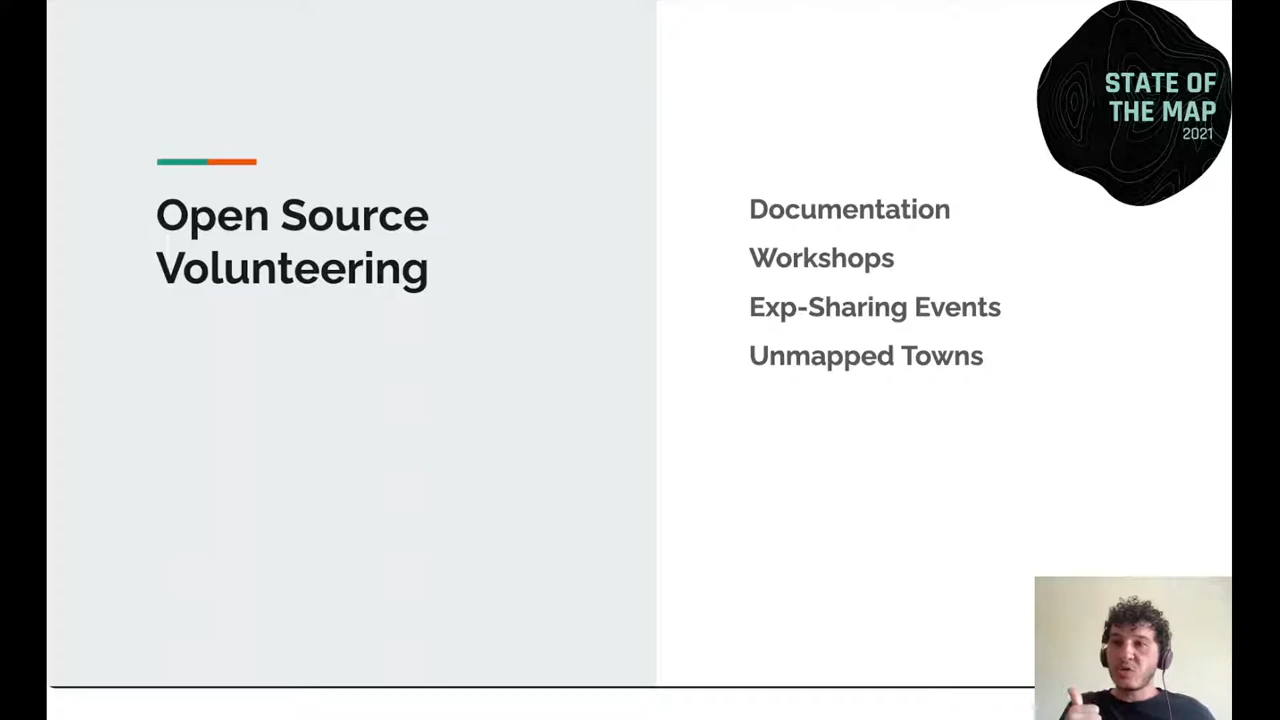 Open Source
Volunteering
Documentation
Workshops
Exp-Sharing Events
Unmapped Towns
STATE OF
THE MAP
2021